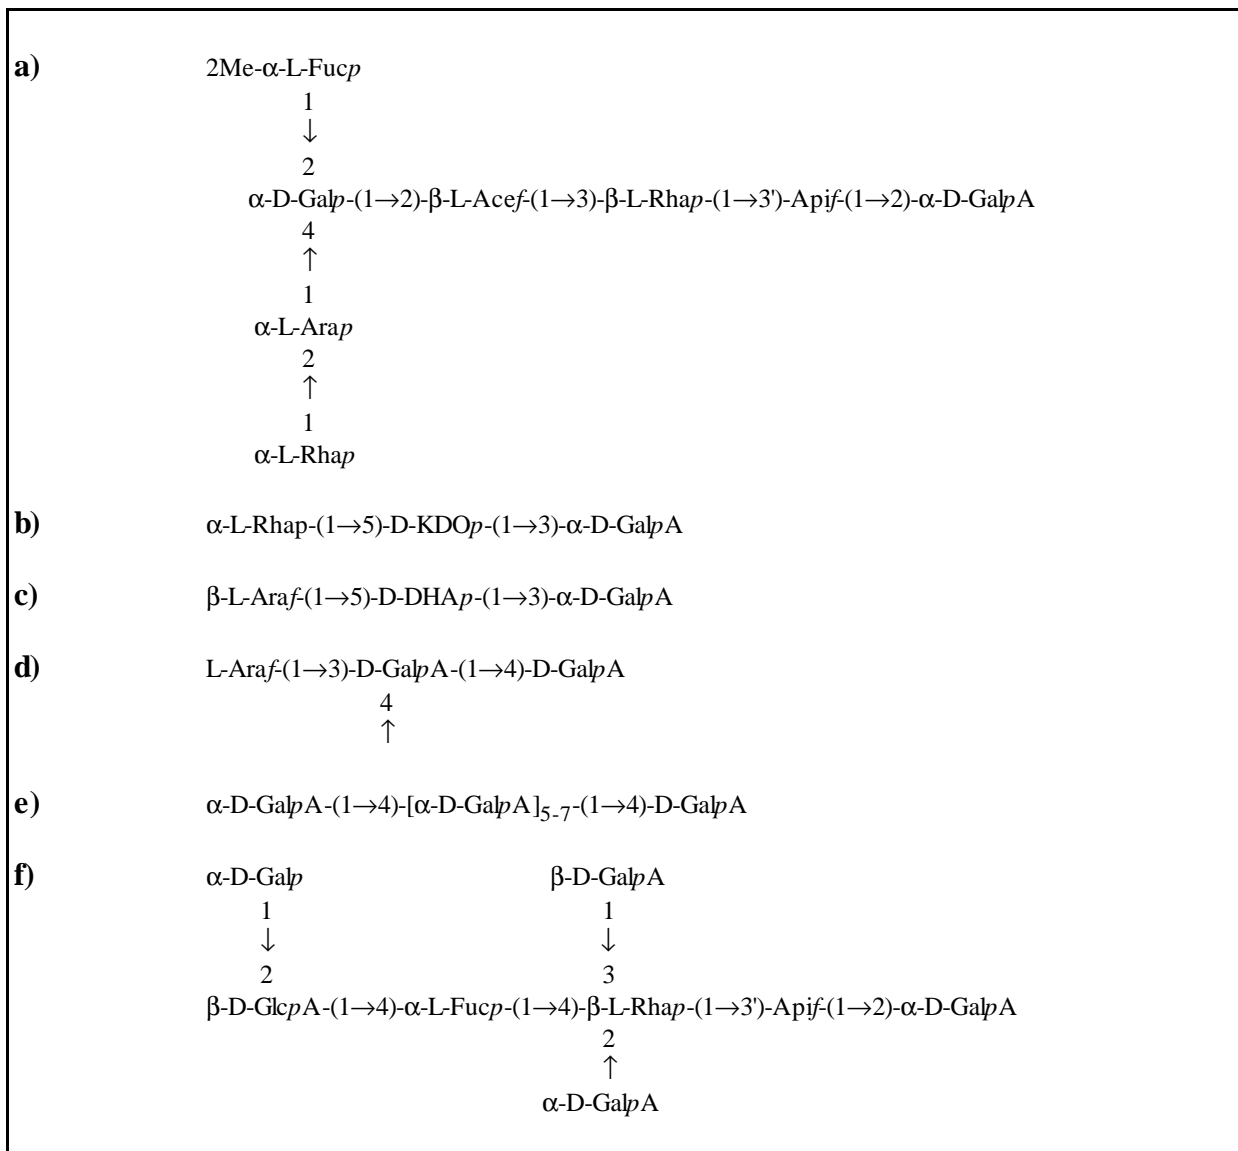 a) 2Me-α-L-Fucp
1
↓
2
α-D-Galp-(1→2)-β-L-Acef-(1→3)-β-L-Rhap-(1→3')-Apif-(1→2)-α-D-GalpA
4
↑
1
α-L-Arap
2
↑
1
α-L-Rhap
b) α-L-Rhap-(1→5)-D-KDOp-(1→3)-α-D-GalpA
c) β-L-Araf-(1→5)-D-DHAp-(1→3)-α-D-GalpA
d) L-Araf-(1→3)-D-GalpA-(1→4)-D-GalpA
4
↑
e) α-D-GalpA-(1→4)-[α-D-GalpA]5-7-(1→4)-D-GalpA
f) α-D-Galp β-D-GalpA
1 1
↓ ↓
2 3
β-D-GlcpA-(1→4)-α-L-Fucp-(1→4)-β-L-Rhap-(1→3')-Apif-(1→2)-α-D-GalpA
2
↑
α-D-GalpA